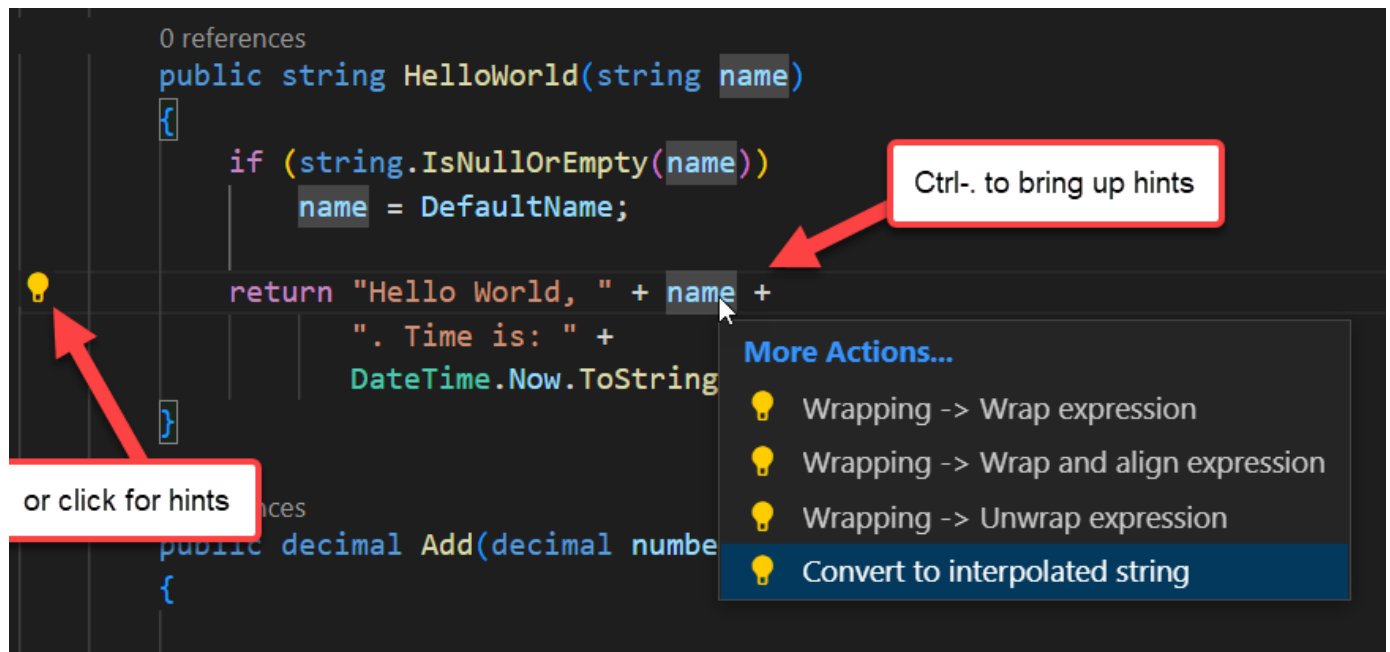 0 references
public string HelloWorld(string name)
{
if (string.IsNullOrEmpty(name))
name = DefaultName;
Ctrl-. to bring up hints
return "Hello World, " + name +
". Time is: " +
DateTime.Now.ToString
}
More Actions...
Wrapping -> Wrap expression
Wrapping -> Wrap and align expression
Wrapping -> Unwrap expression
Convert to interpolated string
or click for hints
public decimal Add(decimal numbe
{